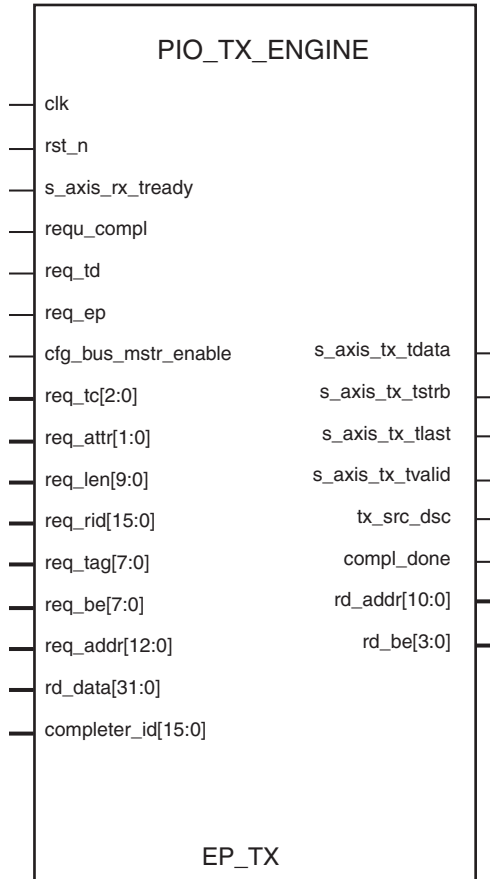 PIO_TX_ENGINE
clk
rst_n
s_axis_rx_tready
requ_compl
req_td
req_ep
cfg_bus_mstr_enable
req_tc[2:0]
req_attr[1:0]
req_len[9:0]
req_rid[15:0]
req_tag[7:0]
req_be[7:0]
req_addr[12:0]
rd_data[31:0]
completer_id[15:0]
s_axis_tx_tdata
s_axis_tx_tstrb
s_axis_tx_tlast
s_axis_tx_tvalid
tx_src_dsc
compl_done
rd_addr[10:0]
rd_be[3:0]
EP_TX